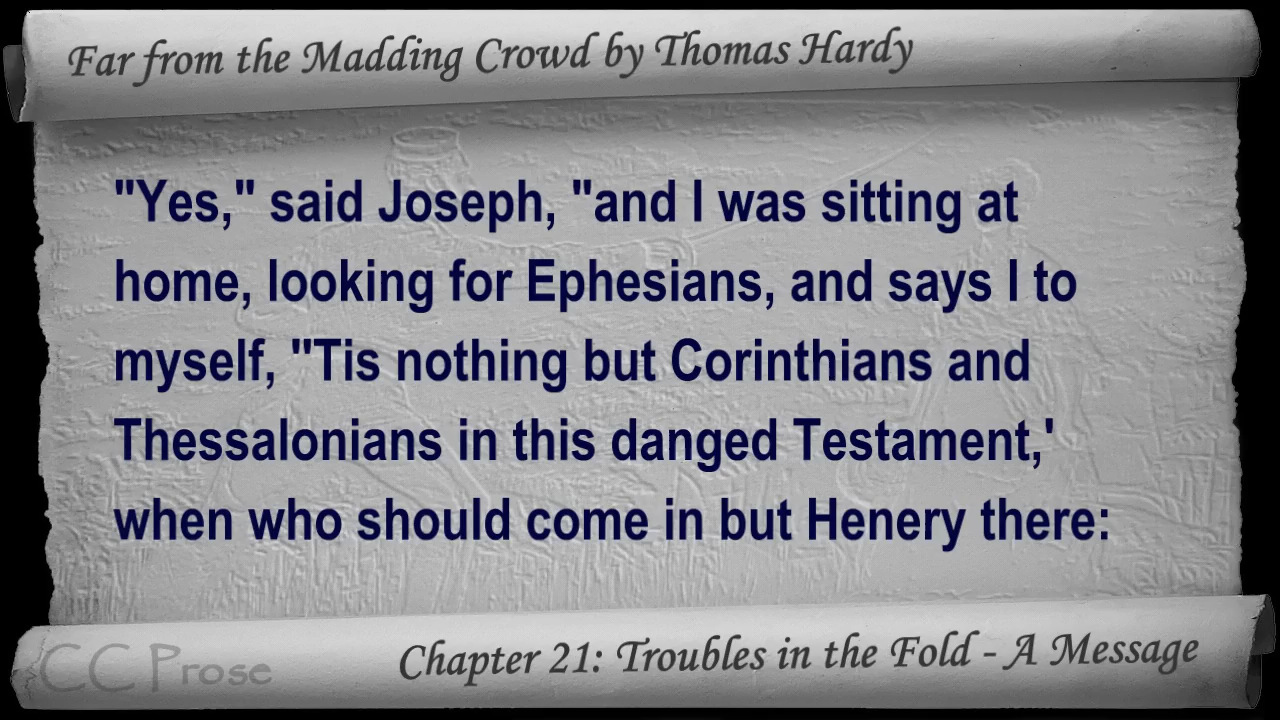 Far from the Madding Crowd by Thomas Hardy
"Yes," said Joseph, "and I was sitting at
home, looking for Ephesians, and says I to
myself, "Tis nothing but Corinthians and
Thessalonians in this danged Testament,'
when who should come in but Henery there:
CC Prose
Chapter 21: Troubles in the Fold - A Message